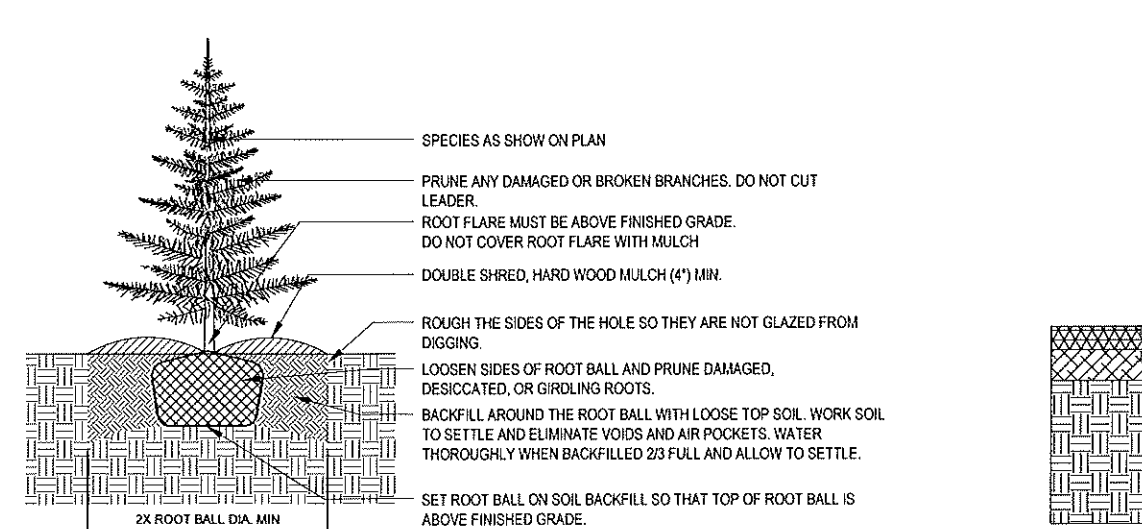 SPECIES AS SHOW ON PLAN
PRUNE ANY DAMAGED OR BROKEN BRANCHES. DO NOT CUT
LEADER.
ROOT FLARE MUST BE ABOVE FINISHED GRADE.
DO NOT COVER ROOT FLARE WITH MULCH
DOUBLE SHRED, HARD WOOD MULCH (4") MIN.
ROUGH THE SIDES OF THE HOLE SO THEY ARE NOT GLAZED FROM
DIGGING.
LOOSEN SIDES OF ROOT BALL AND PRUNE DAMAGED,
DESICCATED, OR GIRDLING ROOTS.
BACKFILL AROUND THE ROOT BALL WITH LOOSE TOP SOIL. WORK SOIL
TO SETTLE AND ELIMINATE VOIDS AND AIR POCKETS. WATER
THOROUGHLY WHEN BACKFILLED 2/3 FULL AND ALLOW TO SETTLE.
SET ROOT BALL ON SOIL BACKFILL SO THAT TOP OF ROOT BALL IS
ABOVE FINISHED GRADE.
2X ROOT BALL DIA. MIN